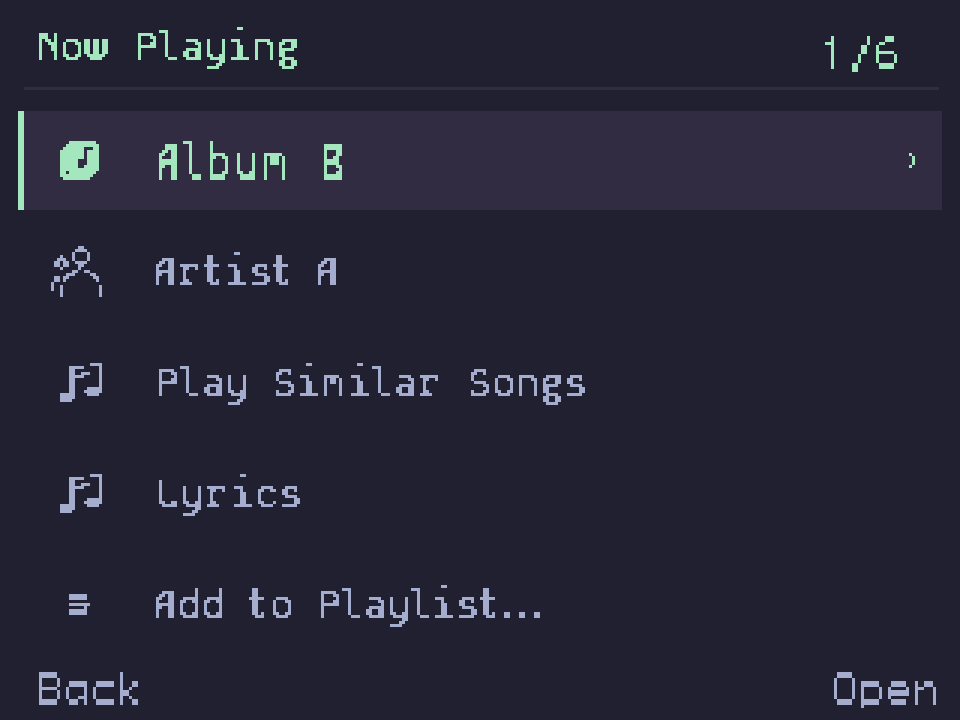 Now Playing 1/6
Album B
Artist A
Play Similar Songs
Lyrics
Add to Playlist...
Back Open